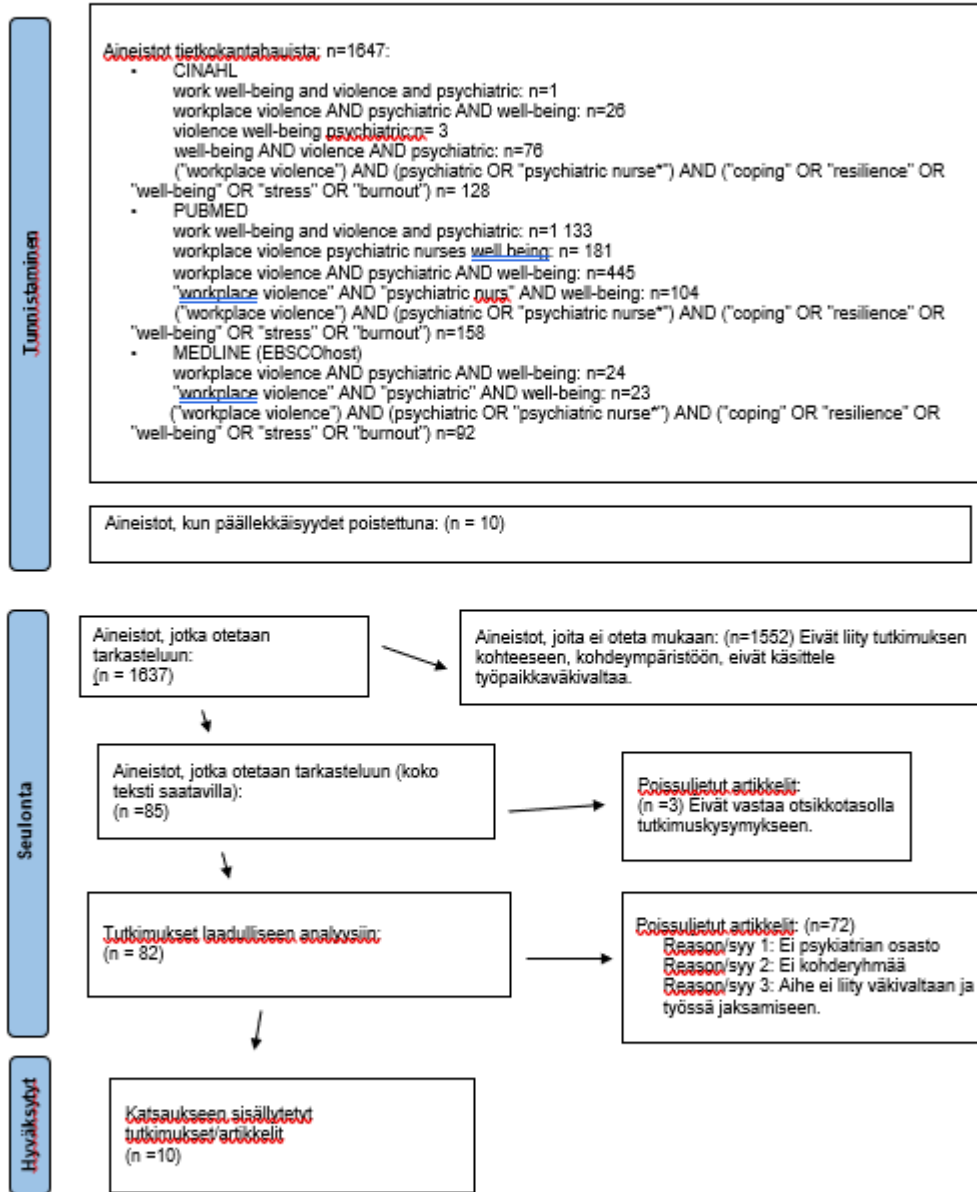 Tunnistaminen
Aineistot tietkokantahauista: n=1647:
• CINAHL
work well-being and violence and psychiatric: n=1
workplace violence AND psychiatric AND well-being: n=26
violence well-being psychiatric:n= 3
well-being AND violence AND psychiatric: n=76
("workplace violence") AND (psychiatric OR "psychiatric nurse*") AND ("coping" OR "resilience" OR
"well-being" OR "stress" OR "burnout") n= 128
• PUBMED
work well-being and violence and psychiatric: n=1 133
workplace violence psychiatric nurses well being: n= 181
workplace violence AND psychiatric AND well-being: n=445
"workplace violence" AND "psychiatric nurs" AND well-being: n=104
("workplace violence") AND (psychiatric OR "psychiatric nurse*") AND ("coping" OR "resilience" OR
"well-being" OR "stress" OR "burnout") n=158
• MEDLINE (EBSCOhost)
workplace violence AND psychiatric AND well-being: n=24
"workplace violence" AND "psychiatric" AND well-being: n=23
("workplace violence") AND (psychiatric OR "psychiatric nurse*") AND ("coping" OR "resilience" OR
"well-being" OR "stress" OR "burnout") n=92
Aineistot, kun päällekkäisyydet poistettuna: (n = 10)
Seulonta
Aineistot, jotka otetaan
tarkasteluun:
(n = 1637)
Aineistot, joita ei oteta mukaan: (n=1552) Eivät liity tutkimuksen
kohteeseen, kohdeympäristöön, eivät käsittele
työpaikkaväkivaltaa.
Aineistot, jotka otetaan tarkasteluun (koko
teksti saatavilla):
(n =85)
Poissuljetut artikkelit:
(n =3) Eivät vastaa otsikkotasolla
tutkimuskysymykseen.
Tutkimukset laadulliseen analyysiin:
(n = 82)
Poissuljetut artikkelit: (n=72)
Reason/syy 1: Ei psykiatrian osasto
Reason/syy 2: Ei kohderyhmää
Reason/syy 3: Aihe ei liity väkivaltaan ja
työssä jaksamiseen.
Hyväksytyt
Katsaukseen sisällytetyt
tutkimukset/artikkelit
(n =10)